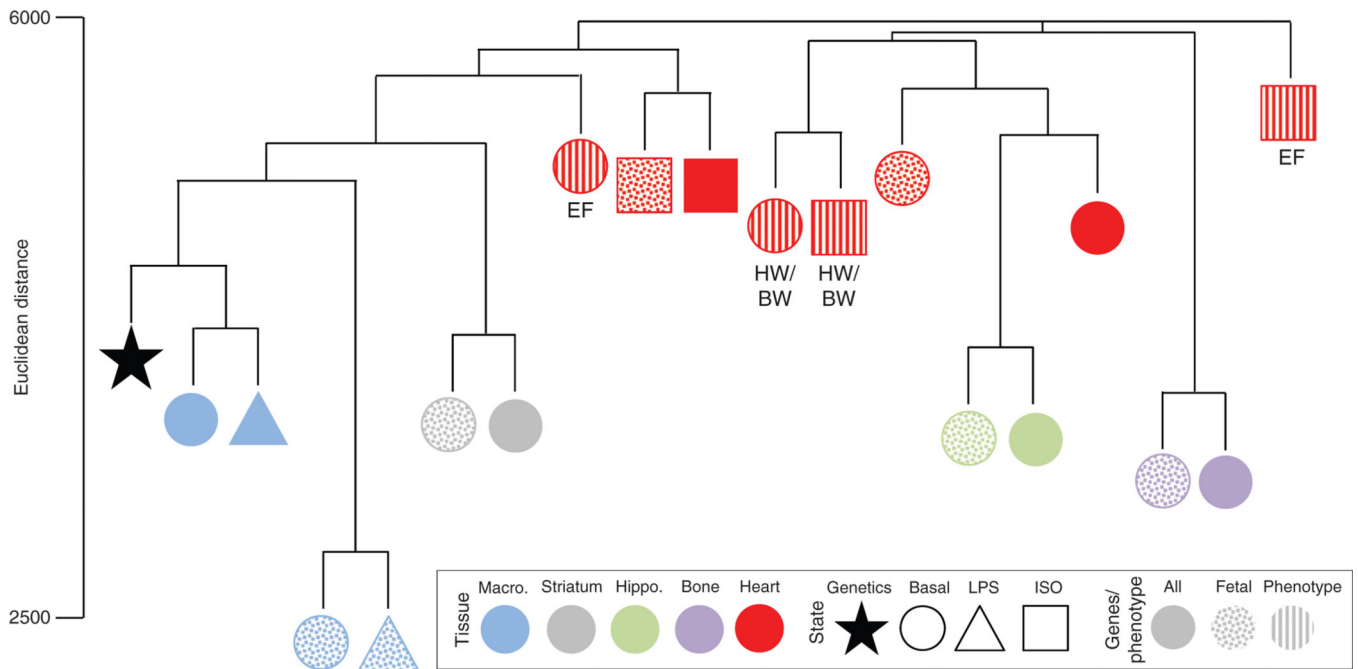 6000
EF
EF
HW/
BW
HW/
BW
Euclidean distance
2500
Tissue
Macro. Striatum Hippo. Bone Heart
State
Genetics Basal LPS ISO
Genes/
phenotype
All Fetal Phenotype